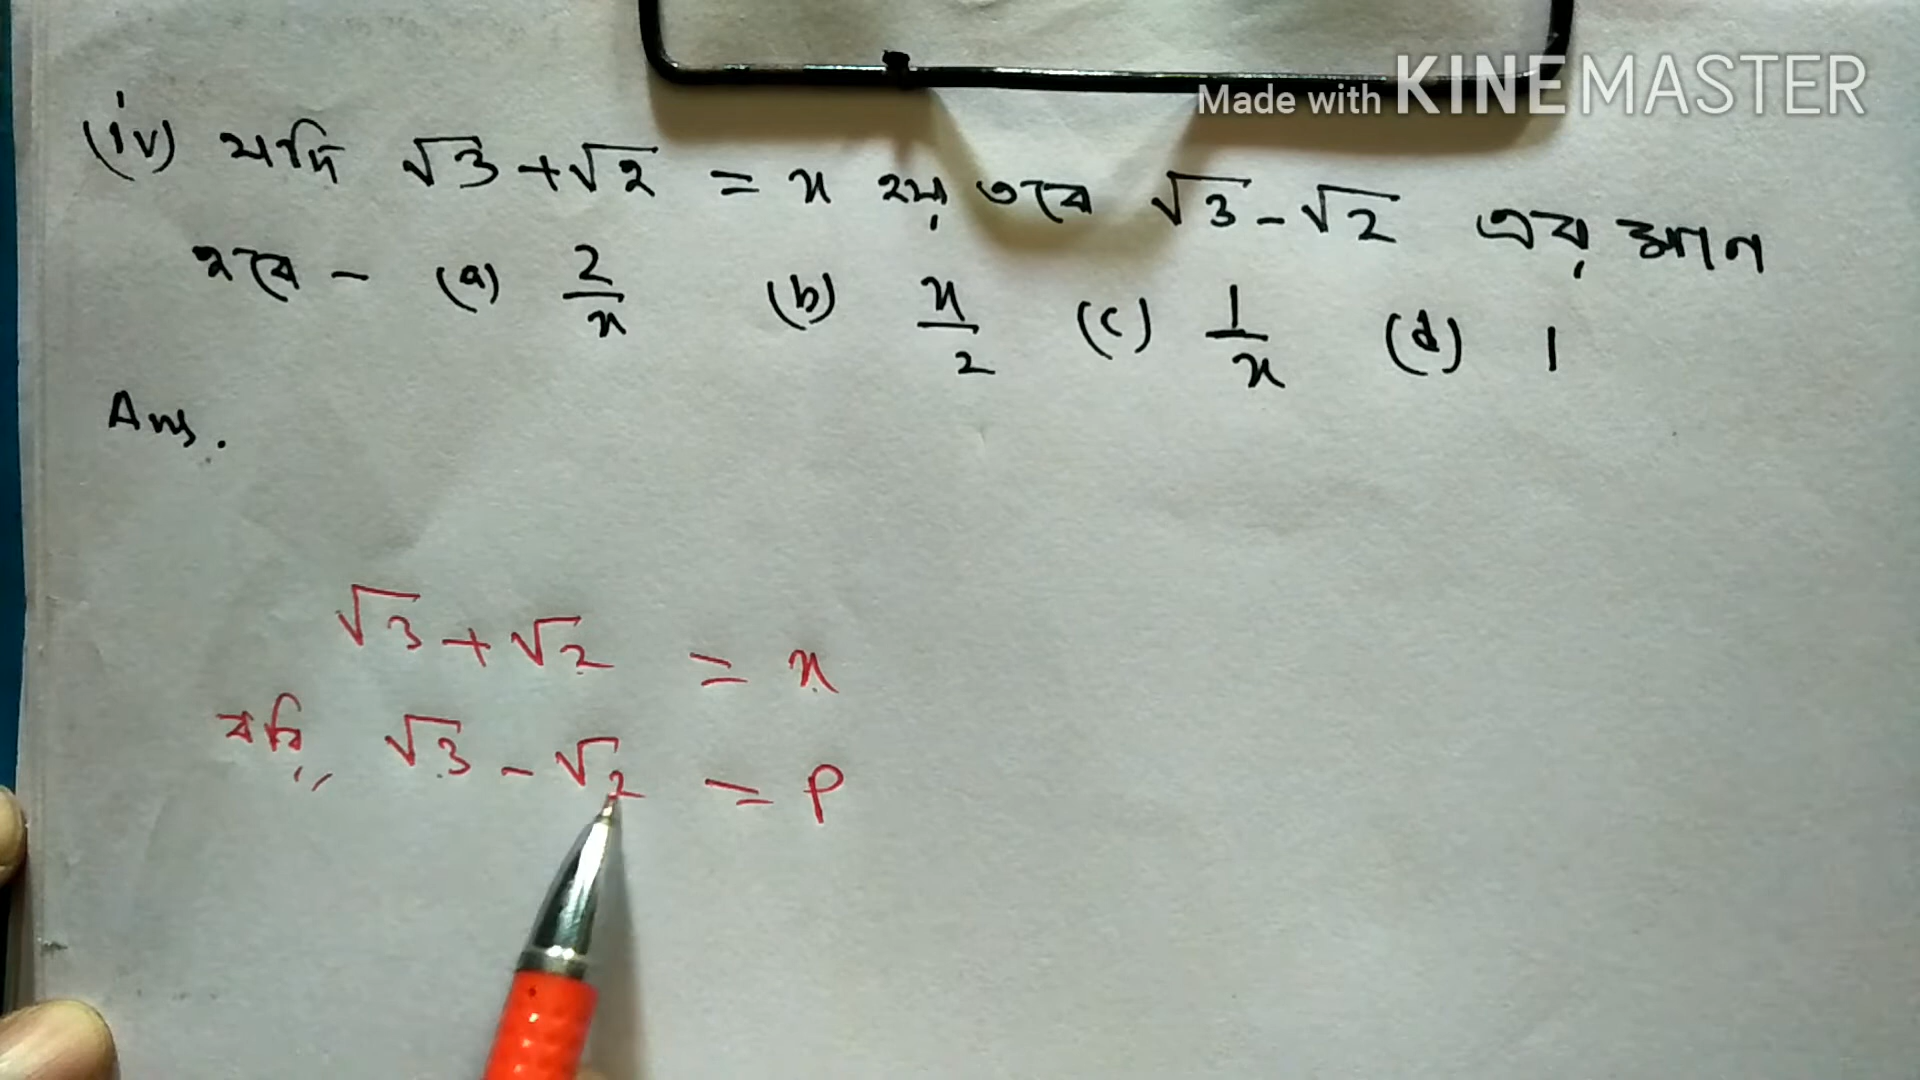 Made with KINEMASTER
(iv) যদি √3+√2 = x হয় তবে √3-√2 এর মান
হবে - (a) 2/x (b) x/2 (c) 1/x (d) 1
Ans.
√3+√2 = x
ধরি,, √3-√2 = P